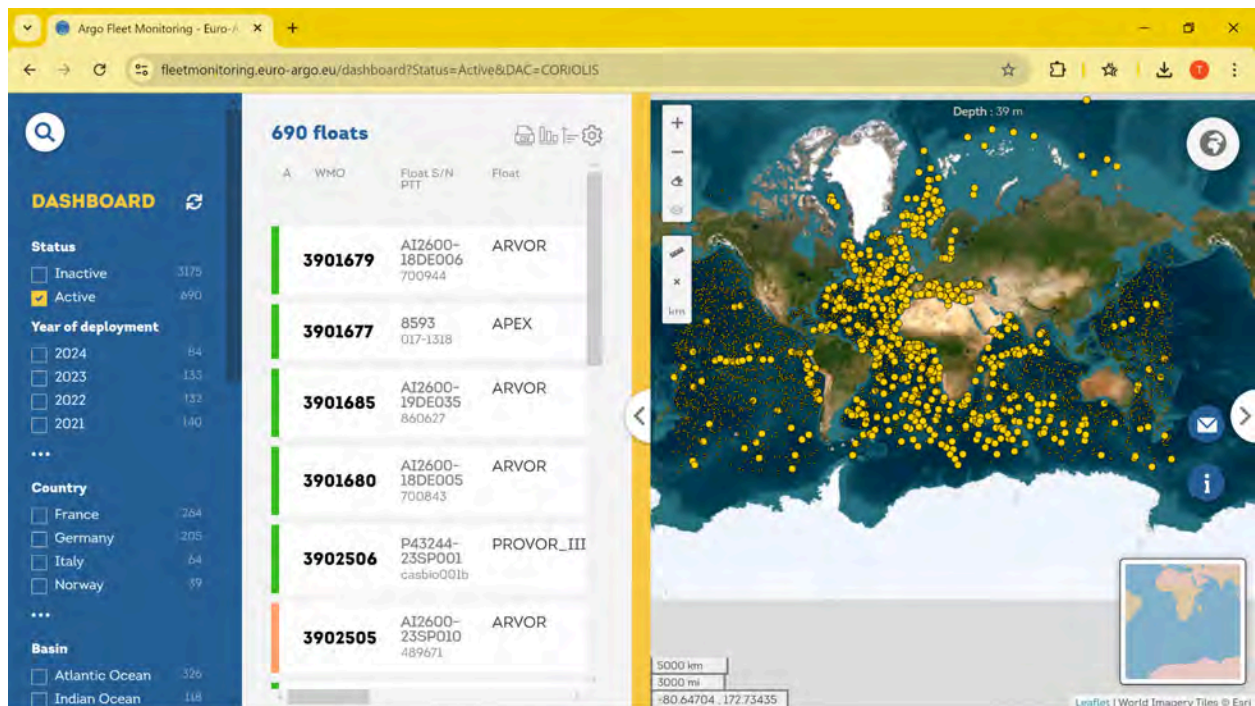 Argo Fleet Monitoring - Euro-A
fleetmonitoring.euro-argo.eu/dashboard?Status=Active&DAC=CORIOLIS
T
DASHBOARD
Status
Inactive 3175
Active 690
Year of deployment
2024 84
2023 133
2022 132
2021 140
•••
Country
France 264
Germany 205
Italy 64
Norway 39
•••
Basin
Atlantic Ocean 326
Indian Ocean 118
690 floats
A WMO Float S/N Float
PTT
3901679 AI2600- ARVOR
18DE006
700944
3901677 8593 APEX
017-1318
3901685 AI2600- ARVOR
19DE035
860627
3901680 AI2600- ARVOR
18DE005
700843
3902506 P43244- PROVOR_III
23SP001
casbio001b
3902505 AI2600- ARVOR
23SP010
489671
Depth : 39 m
+
−
×
km
i
5000 km
3000 mi
-80.64704 , 172.73435
Leaflet | World Imagery Tiles © Esri